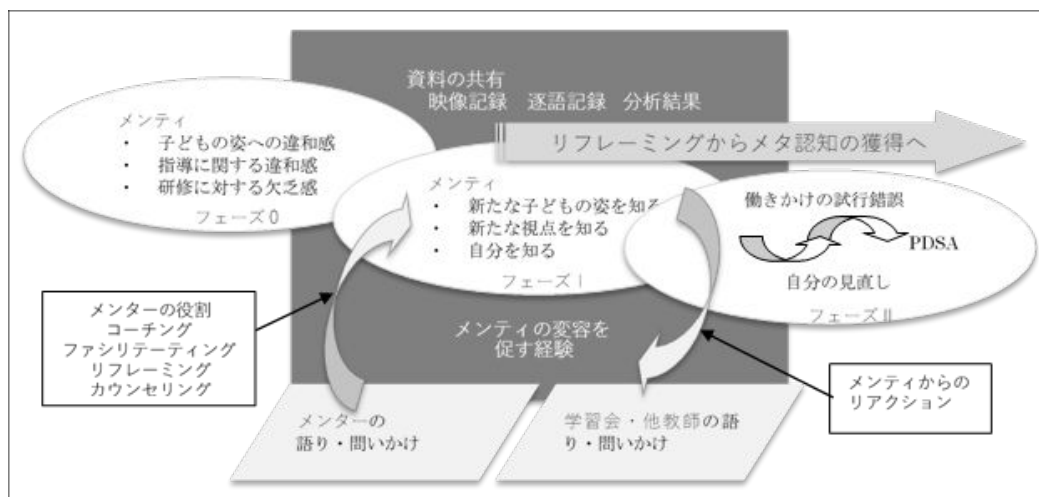 資料の共有
映像記録 逐語記録 分析結果
リフレーミングからメタ認知の獲得へ
メンティ
・ 子どもの姿への違和感
・ 指導に関する違和感
・ 研修に対する欠乏感
フェーズ0
メンティ
・ 新たな子どもの姿を知る
・ 新たな視点を知る
・ 自分を知る
フェーズⅠ
働きかけの試行錯誤
PDSA
自分の見直し
フェーズⅡ
メンターの役割
コーチング
ファシリテーティング
リフレーミング
カウンセリング
メンティの変容を
促す経験
メンティからの
リアクション
メンターの
語り・問いかけ
学習会・他教師の語
り・問いかけ